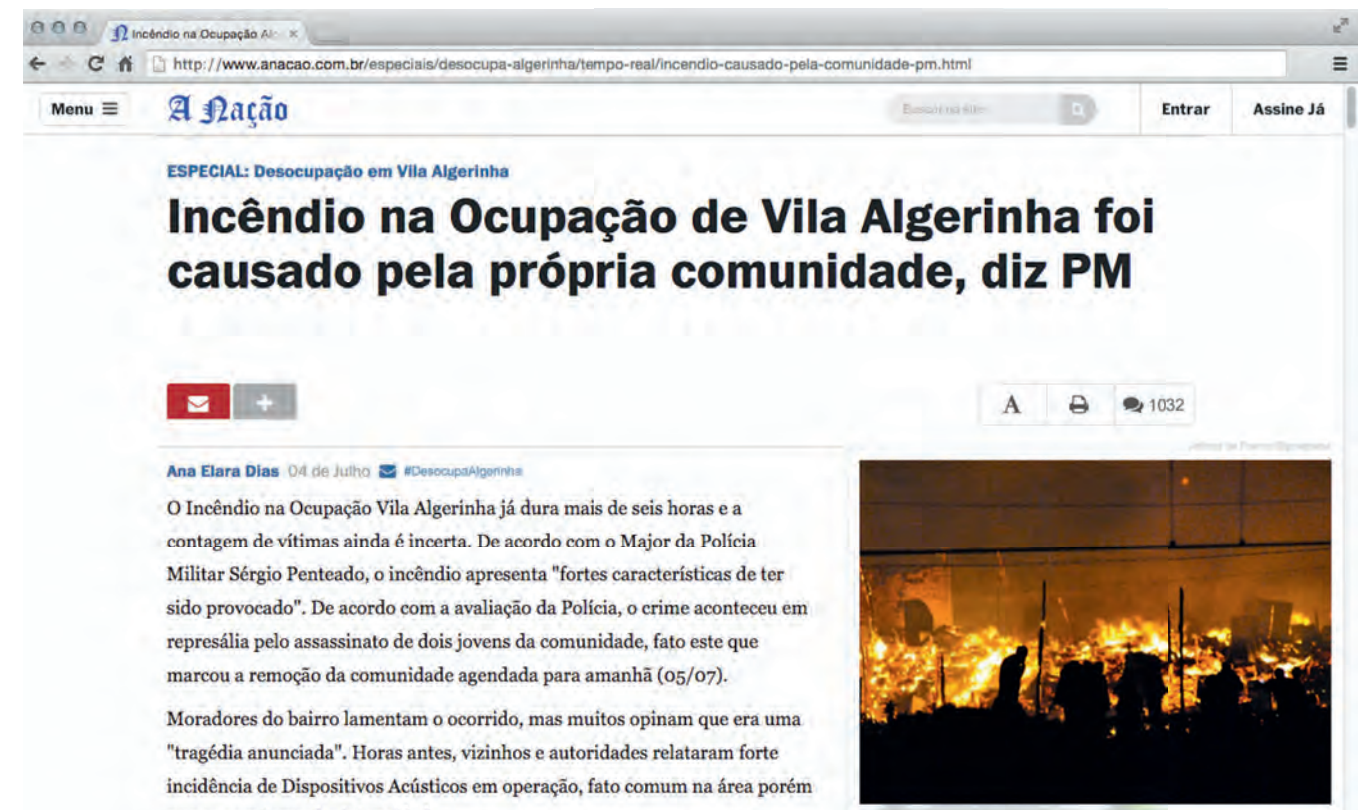 Incêndio na Ocupação Al
http://www.anacao.com.br/especiais/desocupa-algerinha/tempo-real/incendio-causado-pela-comunidade-pm.html
Menu
A Nação
Buscar no site
Entrar
Assine Já
ESPECIAL: Desocupação em Vila Algerinha
Incêndio na Ocupação de Vila Algerinha foi
causado pela própria comunidade, diz PM
A
1032
Ana Elara Dias 04 de Julho #DesocupaAlgerinha
O Incêndio na Ocupação Vila Algerinha já dura mais de seis horas e a
contagem de vítimas ainda é incerta. De acordo com o Major da Polícia
Militar Sérgio Penteado, o incêndio apresenta "fortes características de ter
sido provocado". De acordo com a avaliação da Polícia, o crime aconteceu em
represália pelo assassinato de dois jovens da comunidade, fato este que
marcou a remoção da comunidade agendada para amanhã (05/07).
Moradores do bairro lamentam o ocorrido, mas muitos opinam que era uma
"tragédia anunciada". Horas antes, vizinhos e autoridades relataram forte
incidência de Dispositivos Acústicos em operação, fato comum na área porém